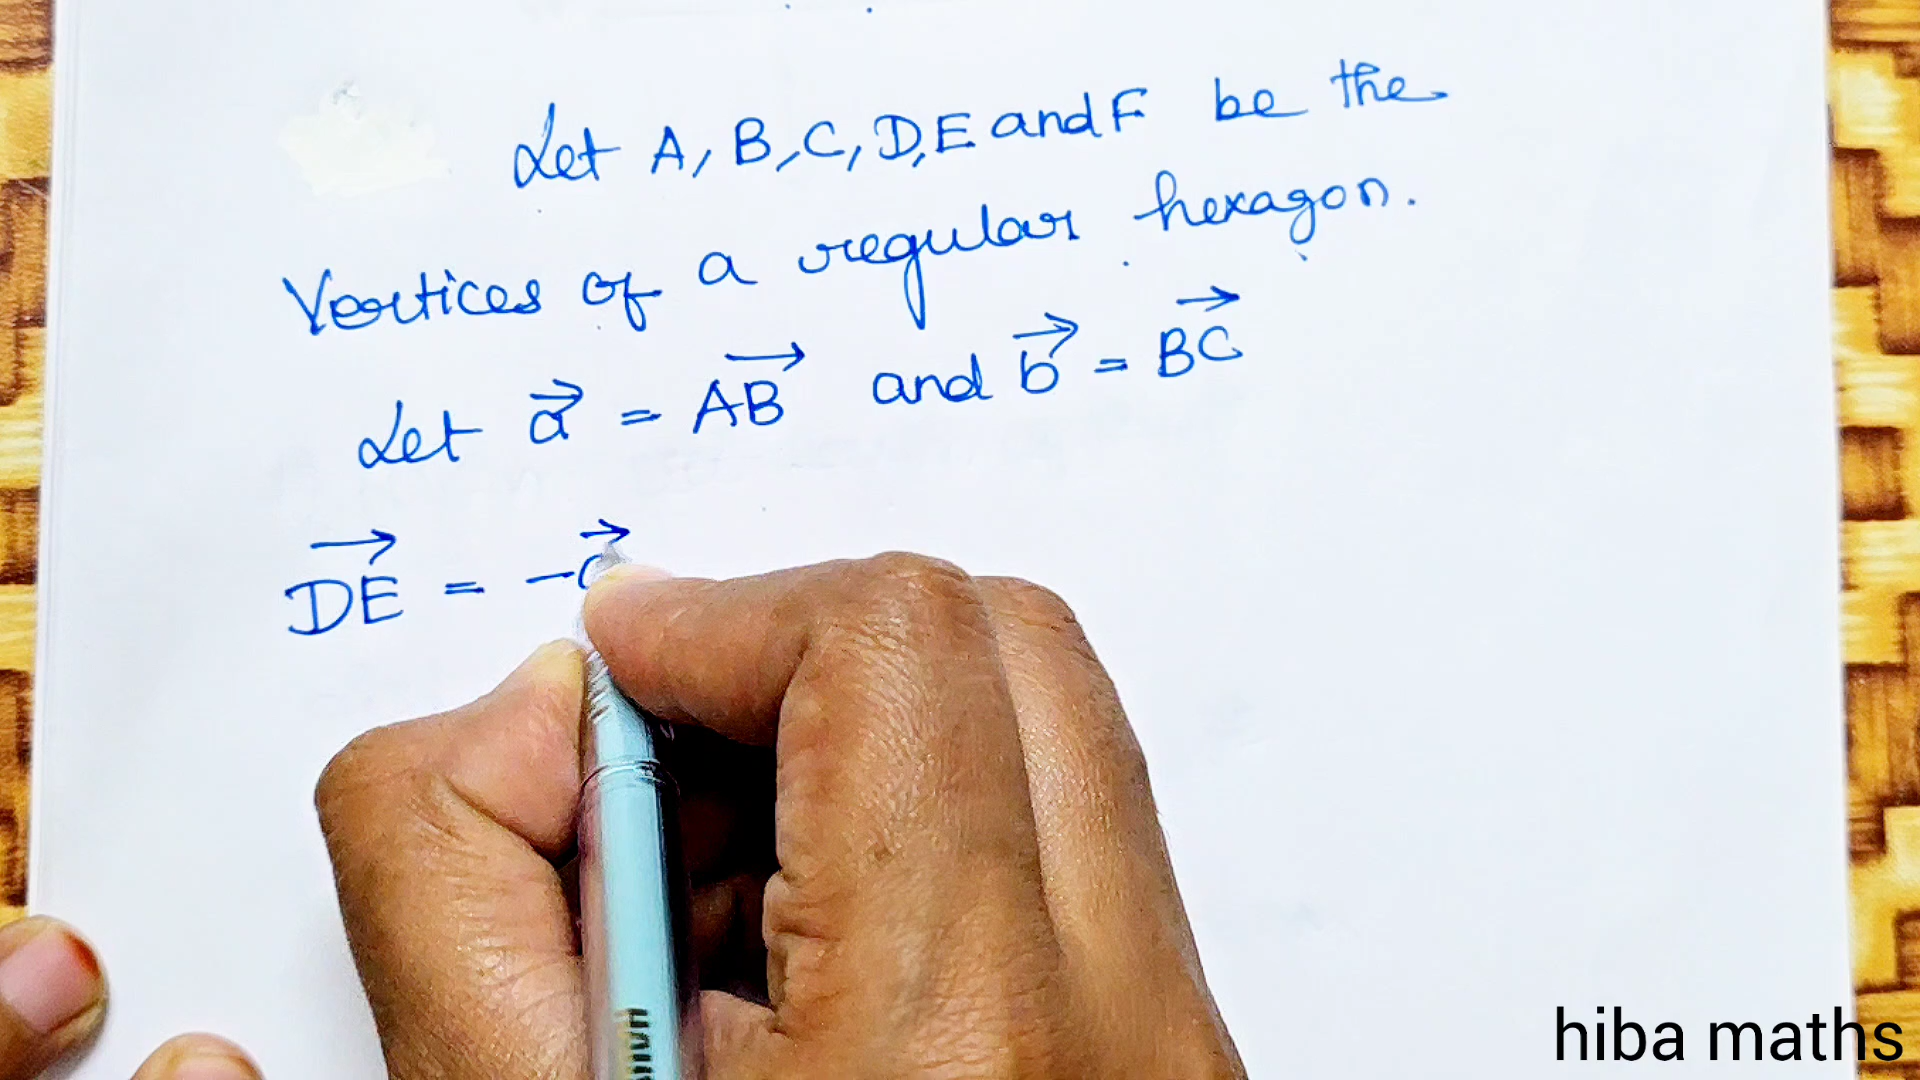 Let A, B, C, D, E and F be the
Vertices of a regular hexagon.
Let a⃗ = AB⃗ and b⃗ = BC⃗
DE⃗ = -
hiba maths